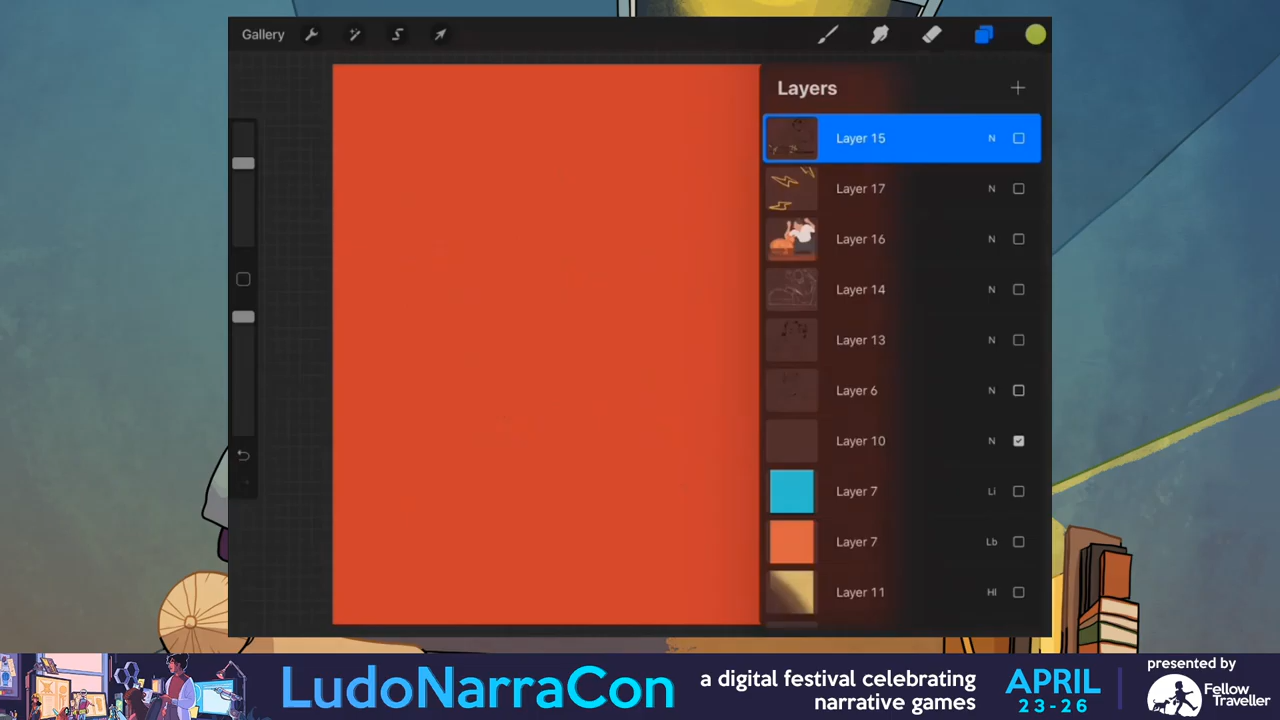 Gallery
Layers
Layer 15 N
Layer 17 N
Layer 16 N
Layer 14 N
Layer 13 N
Layer 6 N
Layer 10 N
Layer 7 Li
Layer 7 Lb
Layer 11 Hl
LudoNarraCon
a digital festival celebrating
narrative games
APRIL
23-26
presented by
Fellow
Traveller